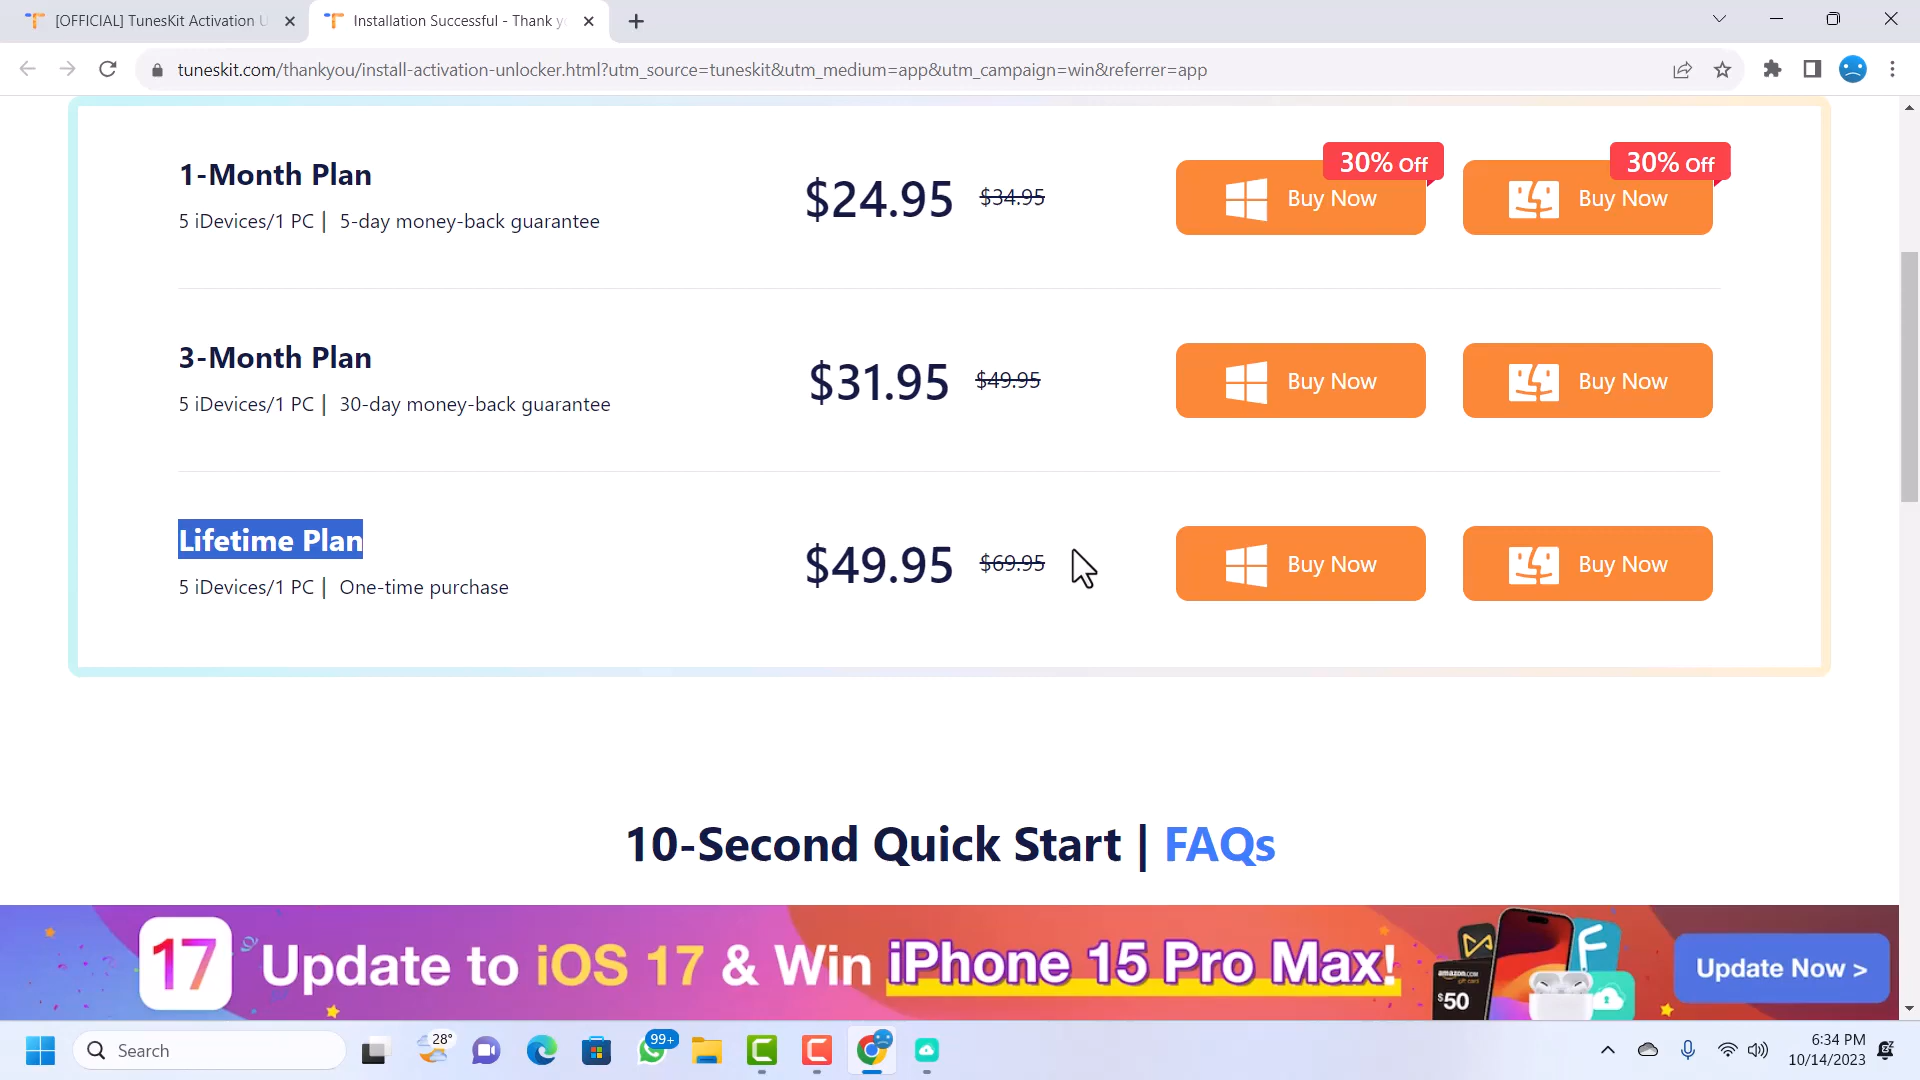 [OFFICIAL] TunesKit Activation U
Installation Successful - Thank y
tuneskit.com/thankyou/install-activation-unlocker.html?utm_source=tuneskit&utm_medium=app&utm_campaign=win&referrer=app
1-Month Plan
5 iDevices/1 PC | 5-day money-back guarantee
$24.95 $34.95
30% Off
Buy Now
30% Off
Buy Now
3-Month Plan
5 iDevices/1 PC | 30-day money-back guarantee
$31.95 $49.95
Buy Now
Buy Now
Lifetime Plan
5 iDevices/1 PC | One-time purchase
$49.95 $69.95
Buy Now
Buy Now
10-Second Quick Start | FAQs
17 Update to iOS 17 & Win iPhone 15 Pro Max!
amazon.com
$50
Update Now >
Search
28°
99+
6:34 PM
10/14/2023